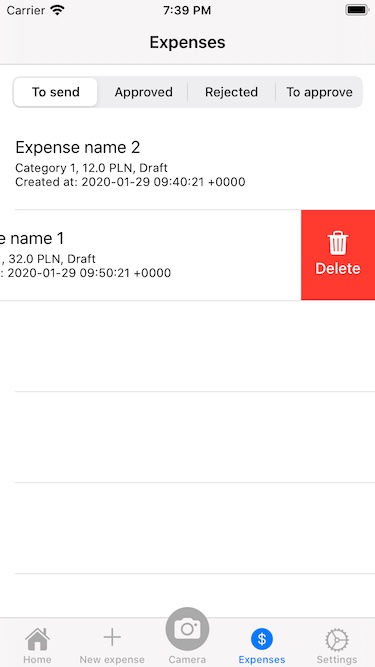 Carrier 7:39 PM
Expenses
To send Approved Rejected To approve
Expense name 2
Category 1, 12.0 PLN, Draft
Created at: 2020-01-29 09:40:21 +0000
e name 1
, 32.0 PLN, Draft
: 2020-01-29 09:50:21 +0000
Delete
Home New expense Camera Expenses Settings